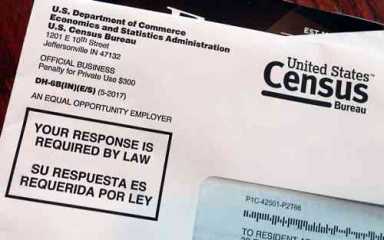 U.S. Department of Commerce
Economics and Statistics Administration
U.S. Census Bureau
1201 E 10th Street
Jeffersonville IN 47132
OFFICIAL BUSINESS
Penalty for Private Use $300
DH-6B(IN)(E/S) (5-2017)
AN EQUAL OPPORTUNITY EMPLOYER
United States
Census
Bureau
YOUR RESPONSE IS
REQUIRED BY LAW
SU RESPUESTA ES
REQUERIDA POR LEY
P1C-42501-P2786
TO RESIDENT